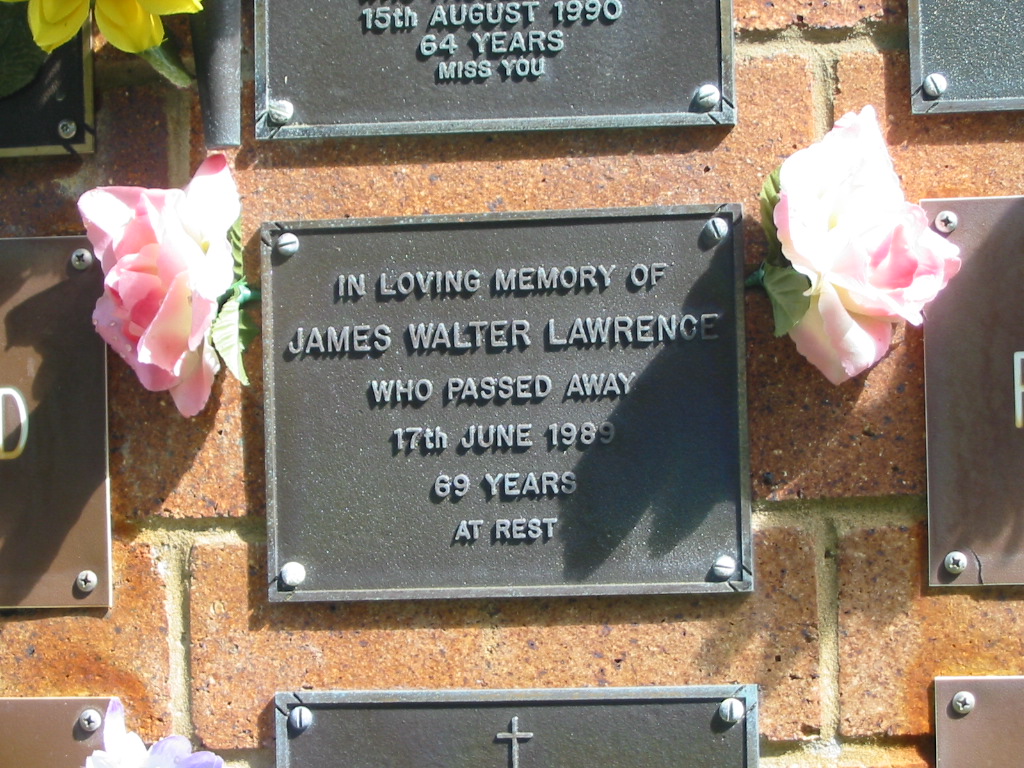 15th AUGUST 1990
64 YEARS
MISS YOU
IN LOVING MEMORY OF
JAMES WALTER LAWRENCE
WHO PASSED AWAY
17th JUNE 1989
69 YEARS
AT REST
D